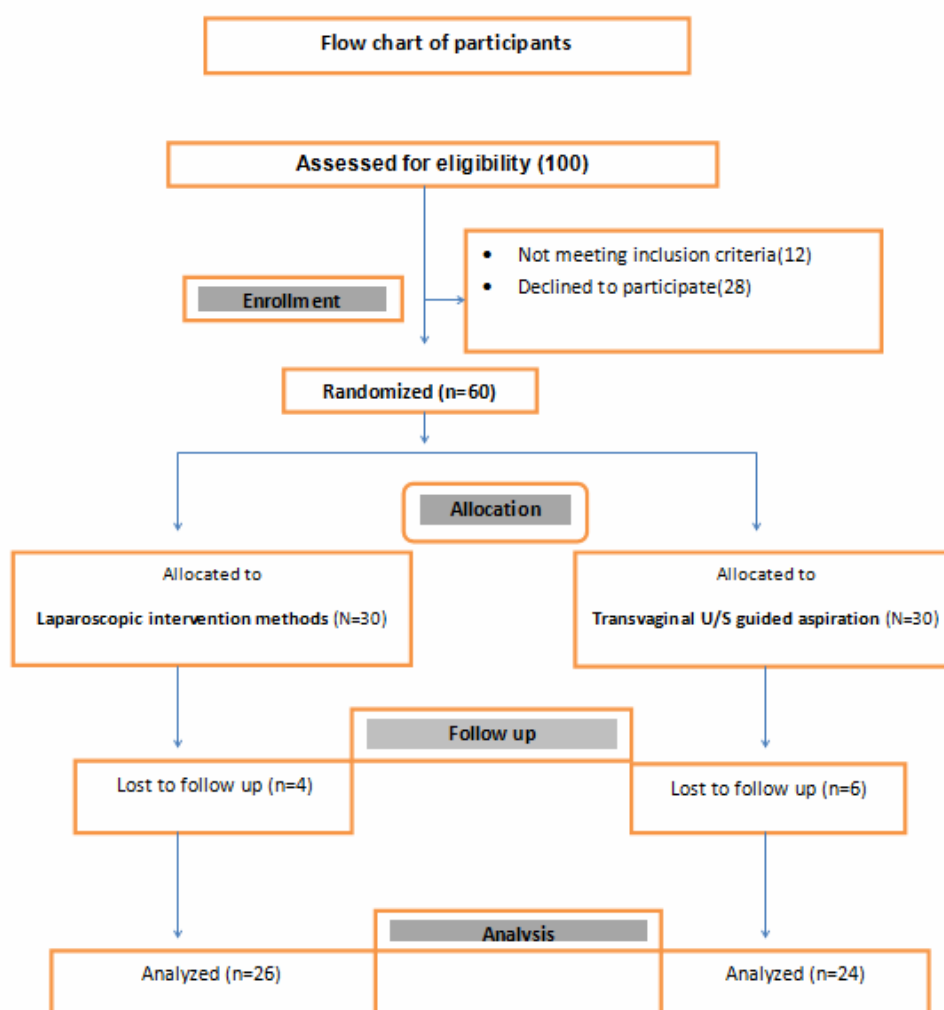 Flow chart of participants
Assessed for eligibility (100)
• Not meeting inclusion criteria(12)
• Declined to participate(28)
Enrollment
Randomized (n=60)
Allocation
Allocated to
Laparoscopic intervention methods (N=30)
Allocated to
Transvaginal U/S guided aspiration (N=30)
Follow up
Lost to follow up (n=4)
Lost to follow up (n=6)
Analysis
Analyzed (n=26)
Analyzed (n=24)